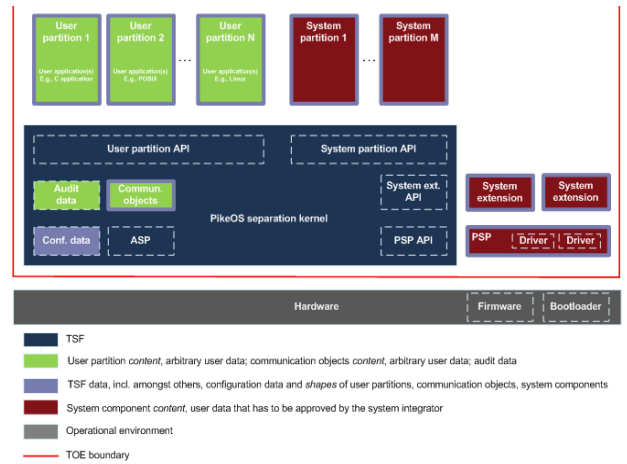 User partition 1
User partition 2
User partition N
System partition 1
System partition M
User application(s)
E.g., C application
User application(s)
E.g., POSIX
...
User application(s)
E.g., Linux
...
User partition API
System partition API
Audit data
Commun. objects
System ext. API
System extension
System extension
PikeOS separation kernel
Conf. data
ASP
PSP API
PSP
Driver
Driver
Hardware
Firmware
Bootloader
TSF
User partition content, arbitrary user data; communication objects content, arbitrary user data; audit data
TSF data, incl. amongst others, configuration data and shapes of user partitions, communication objects, system components
System component content, user data that has to be approved by the system integrator
Operational environment
TOE boundary